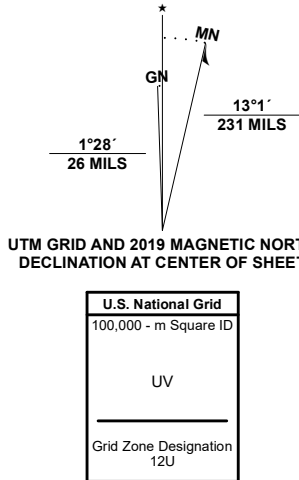 ★
MN
GN
13°1´
231 MILS
1°28´
26 MILS
UTM GRID AND 2019 MAGNETIC NORT
DECLINATION AT CENTER OF SHEET
U.S. National Grid
100,000 - m Square ID
UV
Grid Zone Designation
12U